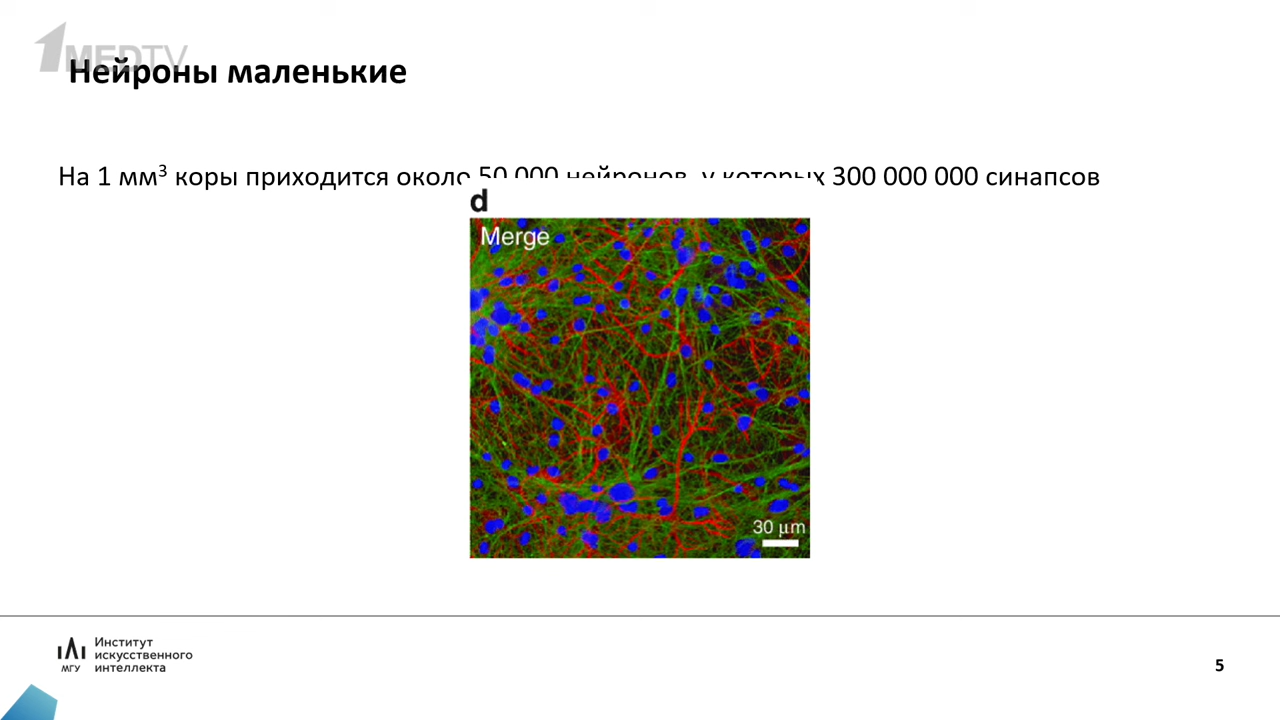 1MEDTV
Нейроны маленькие
На 1 мм³ коры приходится около 50 000 нейронов, у которых 300 000 000 синапсов
d
Merge
30 μm
МГУ
Институт
искусственного
интеллекта
5